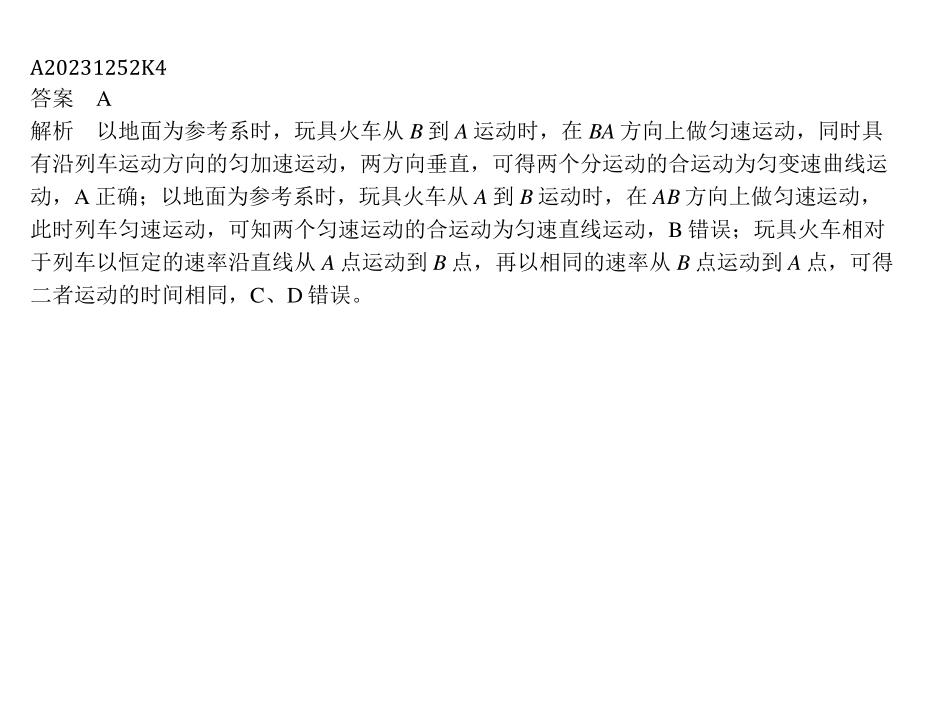 A20231252K4
答案 A
解析 以地面为参考系时，玩具火车从 B 到 A 运动时，在 BA 方向上做匀速运动，同时具
有沿列车运动方向的匀加速运动，两方向垂直，可得两个分运动的合运动为匀变速曲线运
动，A 正确；以地面为参考系时，玩具火车从 A 到 B 运动时，在 AB 方向上做匀速运动，
此时列车匀速运动，可知两个匀速运动的合运动为匀速直线运动，B 错误；玩具火车相对
于列车以恒定的速率沿直线从 A 点运动到 B 点，再以相同的速率从 B 点运动到 A 点，可得
二者运动的时间相同，C、D 错误。